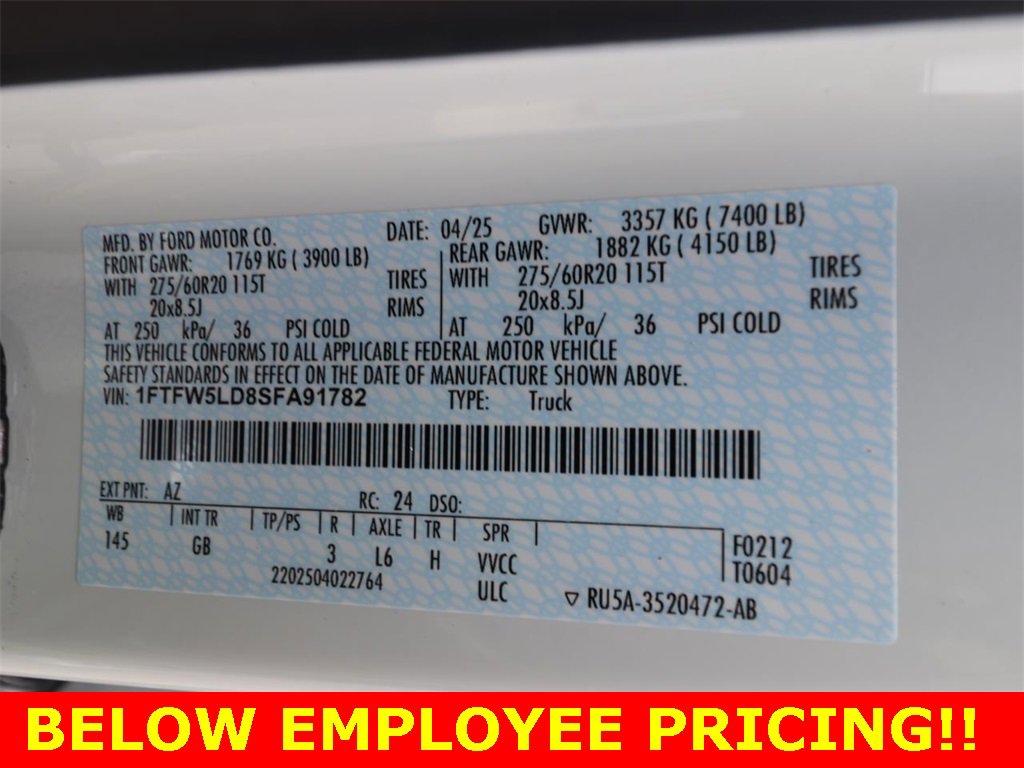 MFD. BY FORD MOTOR CO. DATE: 04/25 GVWR: 3357 KG ( 7400 LB)
FRONT GAWR: 1769 KG ( 3900 LB) REAR GAWR: 1882 KG ( 4150 LB)
WITH 275/60R20 115T TIRES WITH 275/60R20 115T TIRES
20x8.5J RIMS 20x8.5J RIMS
AT 250 kPa/ 36 PSI COLD AT 250 kPa/ 36 PSI COLD
THIS VEHICLE CONFORMS TO ALL APPLICABLE FEDERAL MOTOR VEHICLE
SAFETY STANDARDS IN EFFECT ON THE DATE OF MANUFACTURE SHOWN ABOVE.
VIN: 1FTFW5LD8SFA91782 TYPE: Truck
EXT PNT: AZ RC: 24 DSO:
WB INT TR TP/PS R AXLE TR SPR
145 GB 3 L6 H VVCC F0212
2202504022764 ULC T0604
▽ RU5A-3520472-AB
BELOW EMPLOYEE PRICING!!